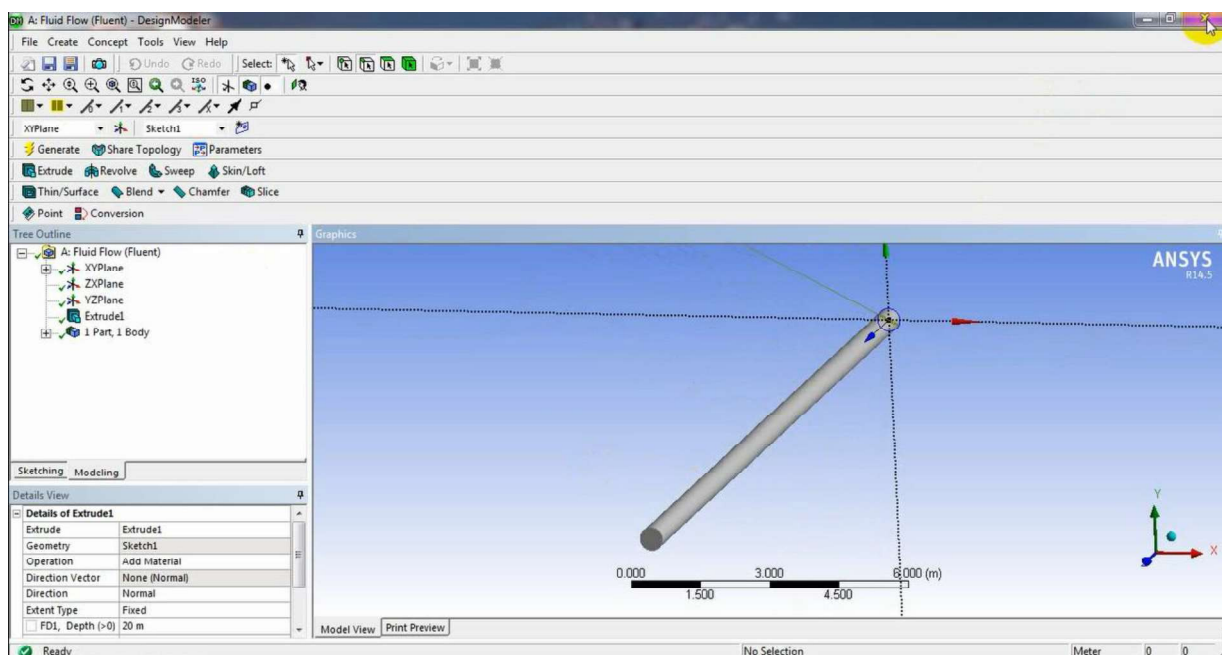 A: Fluid Flow (Fluent) - DesignModeler
File Create Concept Tools View Help
Undo Redo Select:
ISO
XYPlane Sketch1
Generate Share Topology Parameters
Extrude Revolve Sweep Skin/Loft
Thin/Surface Blend Chamfer Slice
Point Conversion
Tree Outline
A: Fluid Flow (Fluent)
XYPlane
ZXPlane
YZPlane
Extrude1
1 Part, 1 Body
Sketching Modeling
Details View
Details of Extrude1
Extrude Extrude1
Geometry Sketch1
Operation Add Material
Direction Vector None (Normal)
Direction Normal
Extent Type Fixed
FD1, Depth (>0) 20 m
Graphics
ANSYS
R14.5
Y
X
0.000 3.000 6.000 (m)
1.500 4.500
Model View Print Preview
Ready No Selection Meter 0 0